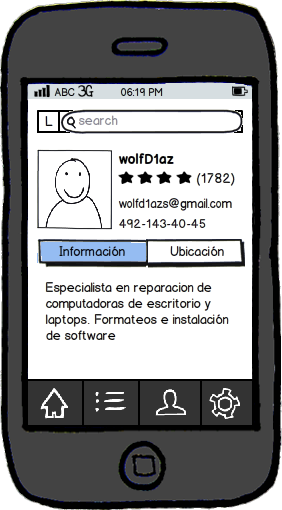 ABC 3G 06:19 PM
L search
wolfD1az
(1782)
wolfd1azs@gmail.com
492-143-40-45
Información Ubicación
Especialista en reparacion de
computadoras de escritorio y
laptops. Formateos e instalación
de software